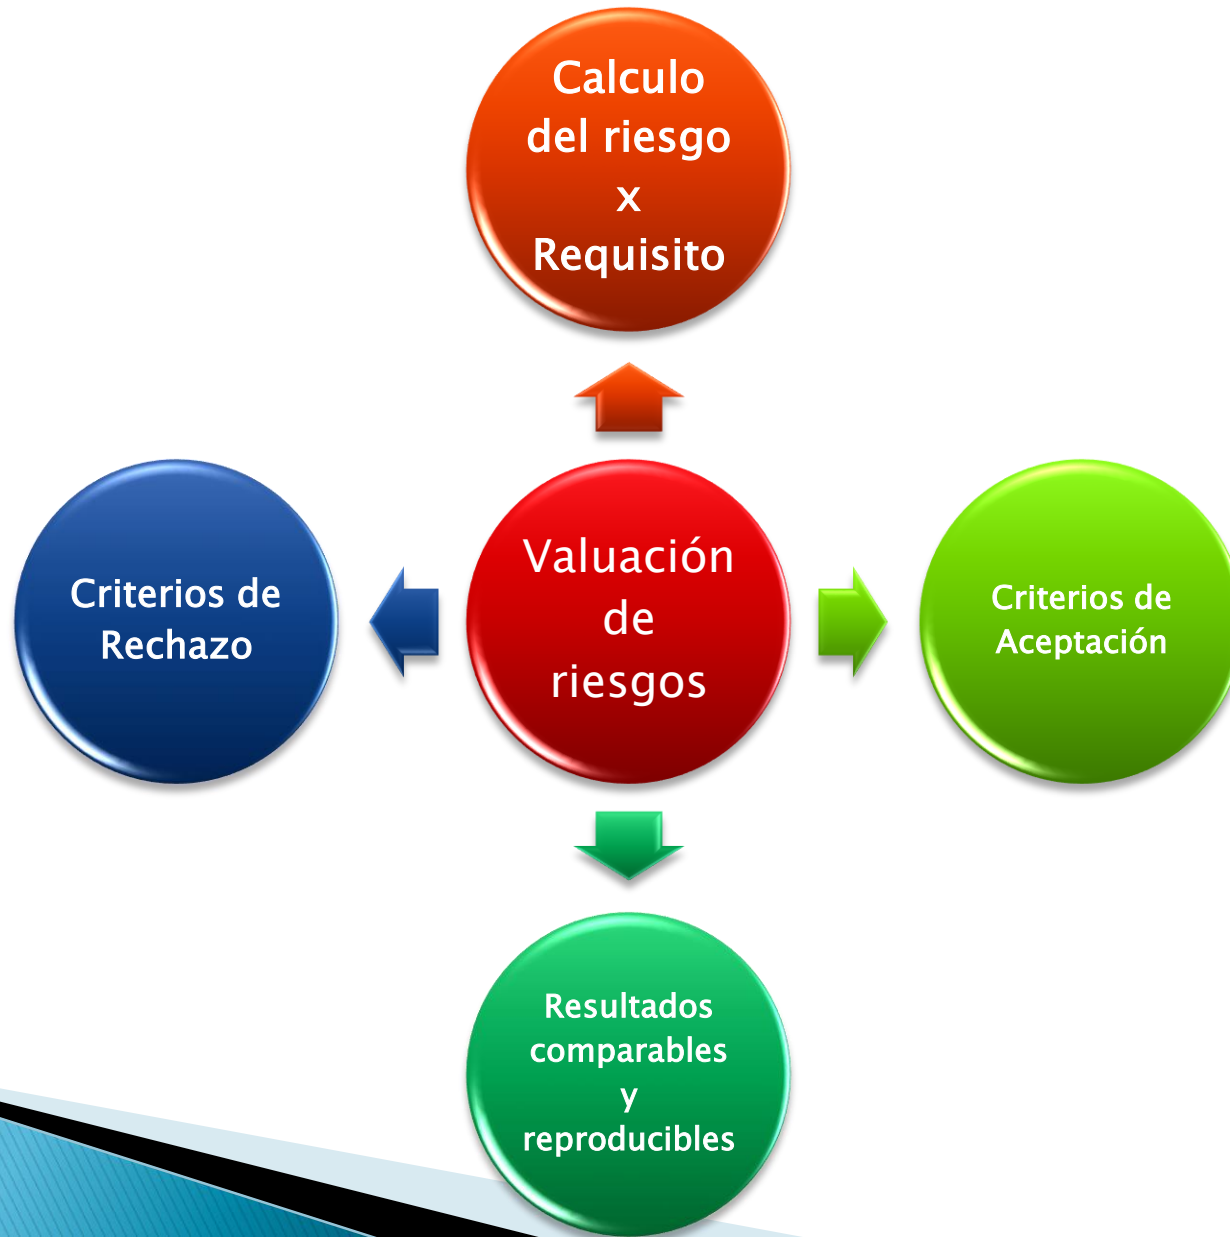 Calculo
del riesgo
x
Requisito
Criterios de
Rechazo
Valuación
de
riesgos
Criterios de
Aceptación
Resultados
comparables
y
reproducibles